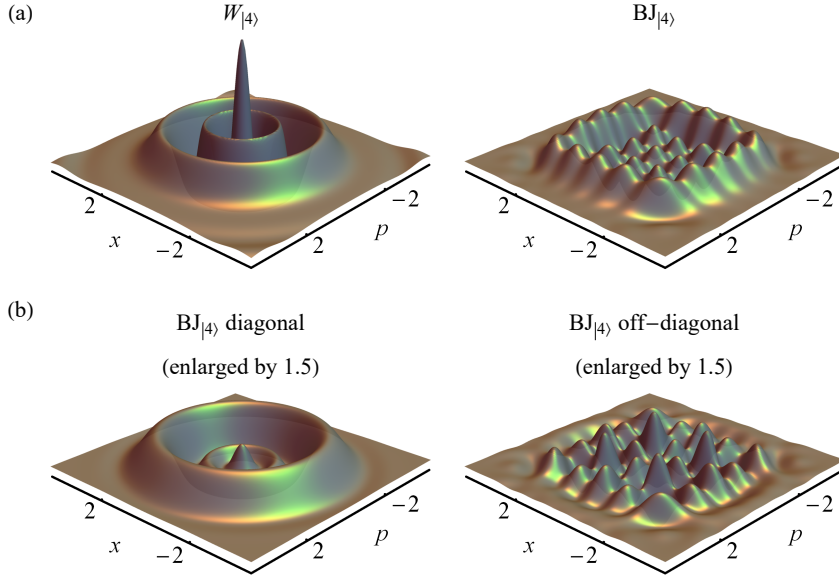 (a)
W|4⟩
BJ|4⟩
2
x
−2
2
p
−2
2
x
−2
2
p
−2
(b)
BJ|4⟩ diagonal
(enlarged by 1.5)
BJ|4⟩ off−diagonal
(enlarged by 1.5)
2
x
−2
2
p
−2
2
x
−2
2
p
−2